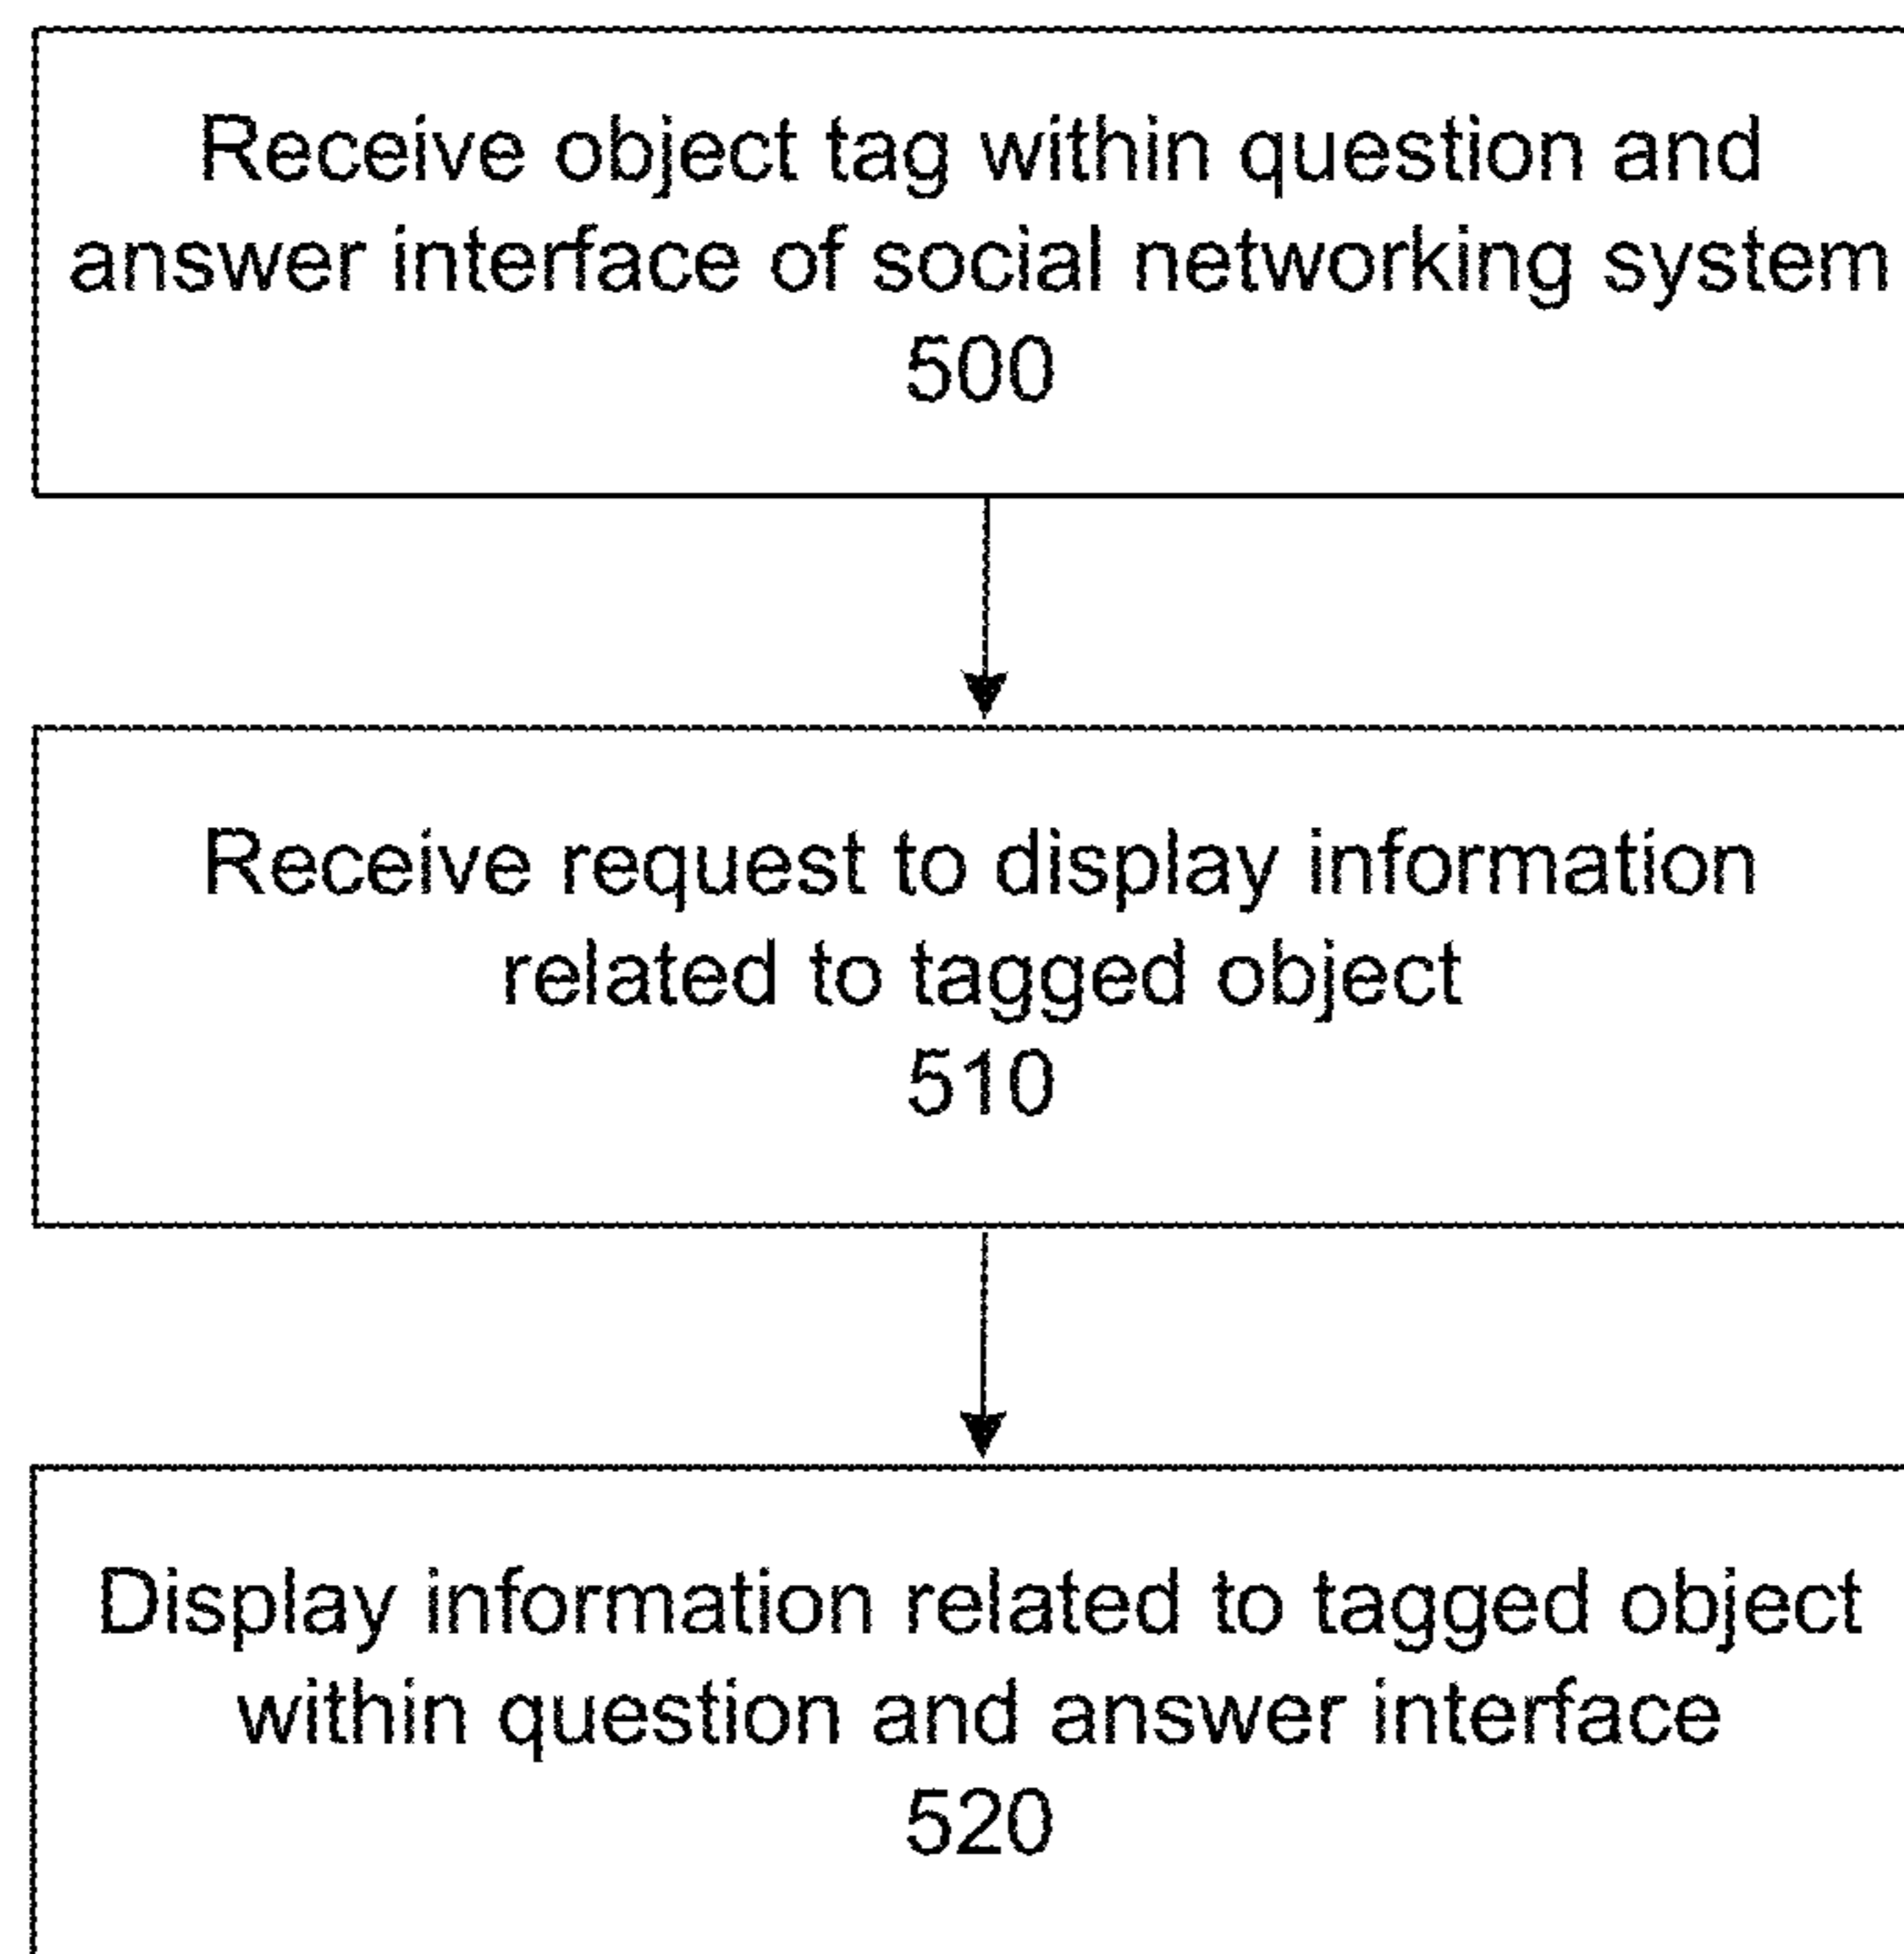 Receive object tag within question and
answer interface of social networking system
500
Receive request to display information
related to tagged object
510
Display information related to tagged object
within question and answer interface
520